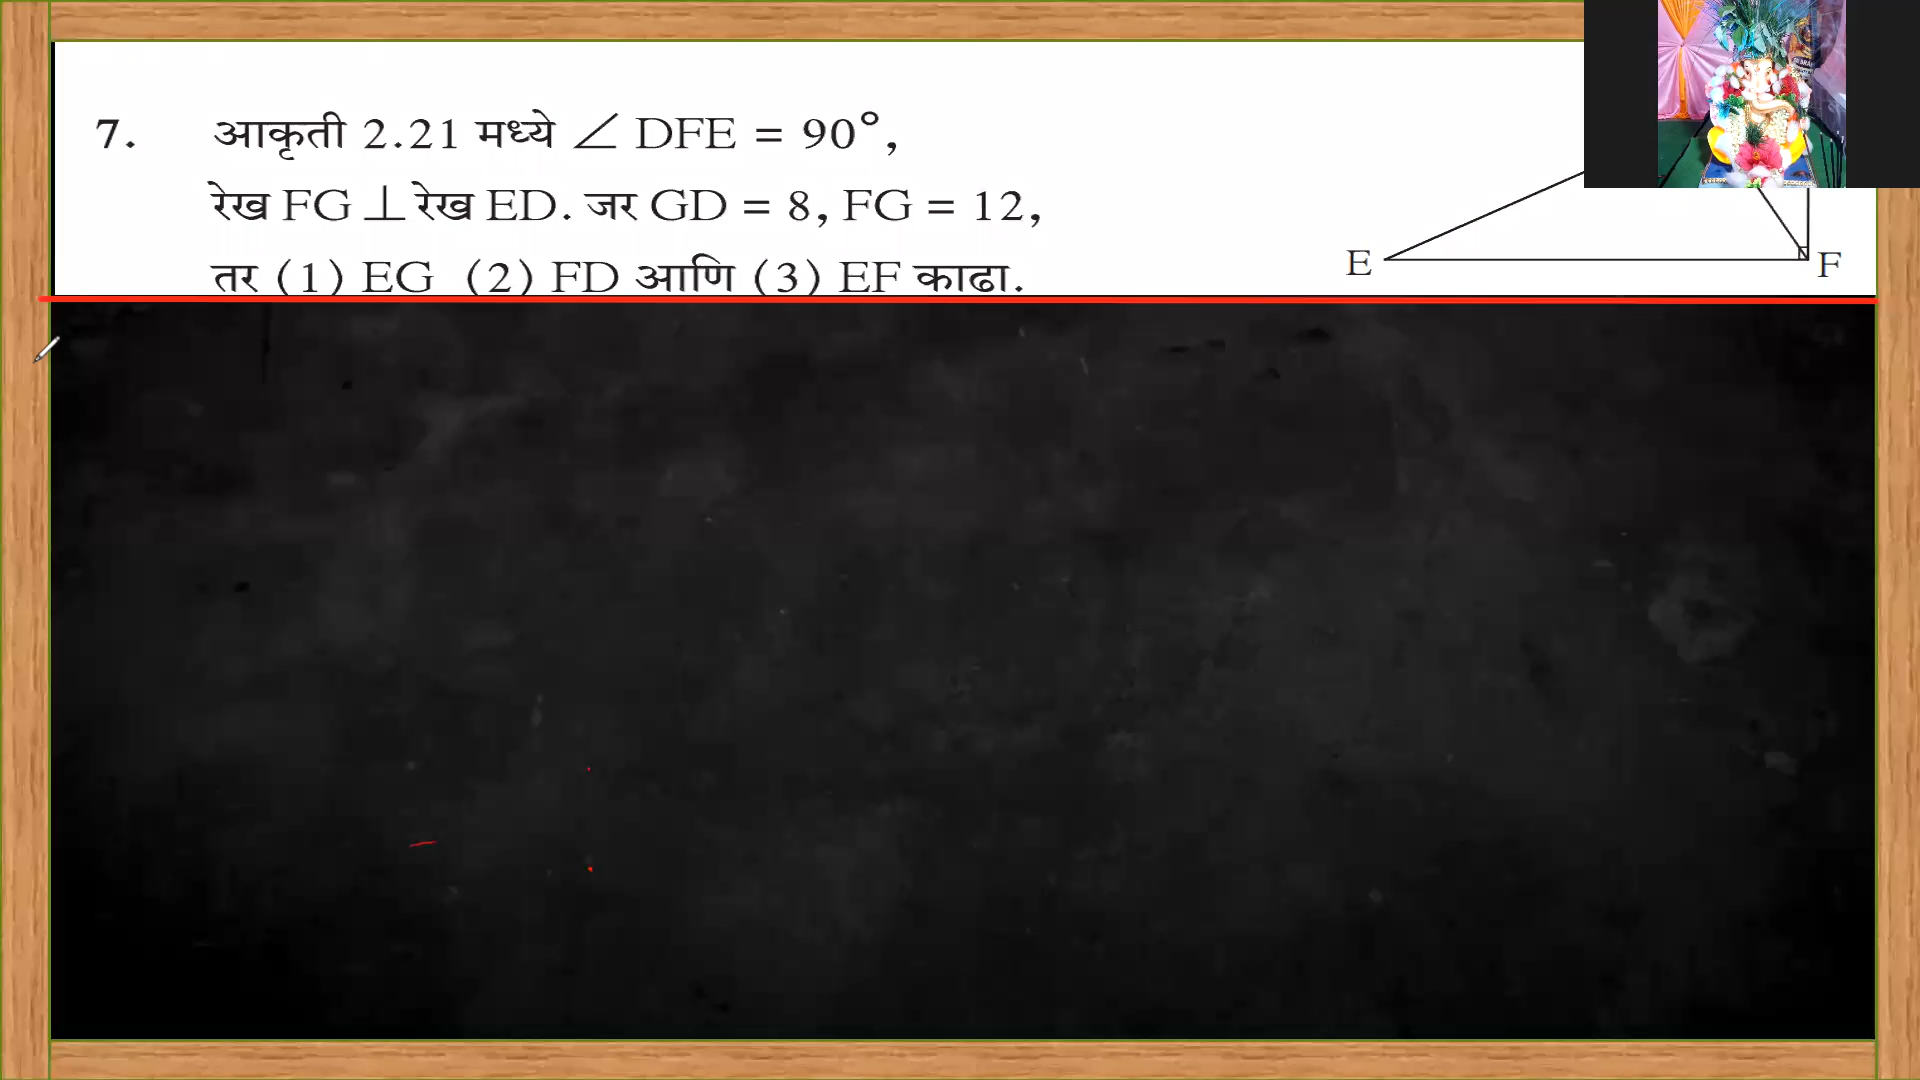 7. आकृती 2.21 मध्ये ∠ DFE = 90°,
रेख FG ⊥ रेख ED. जर GD = 8, FG = 12,
तर (1) EG (2) FD आणि (3) EF काढा.
E
F